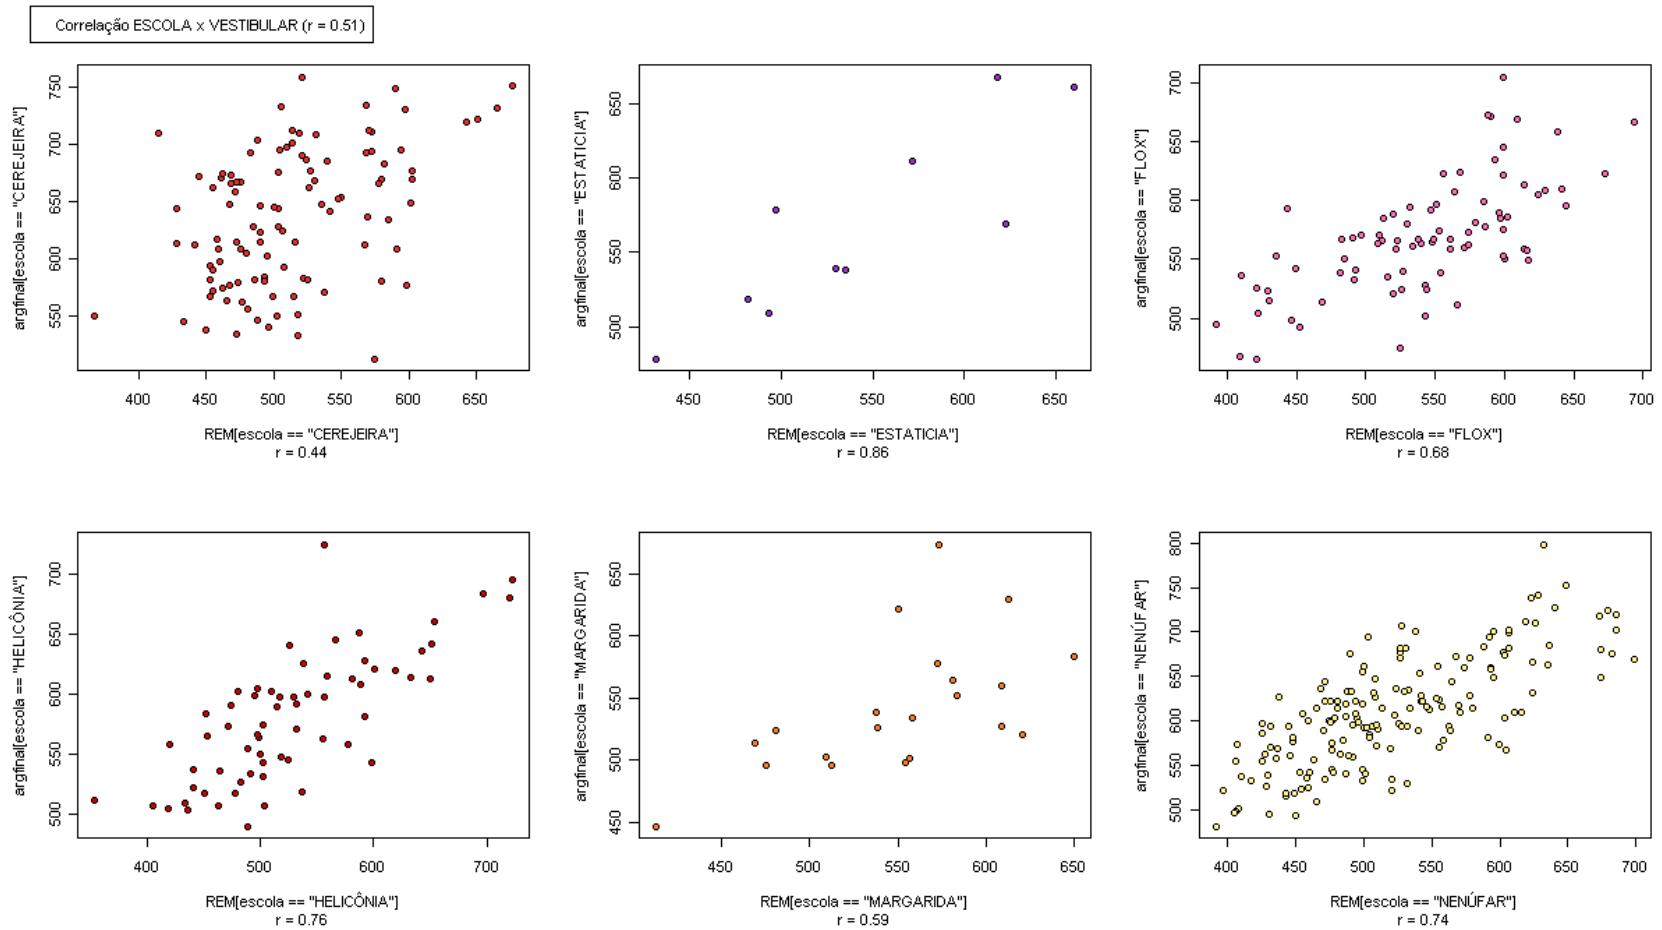 Correlação ESCOLA x VESTIBULAR (r = 0.51)
argfinal[escola == "CEREJEIRA"]
550 600 650 700 750
400 450 500 550 600 650
REM[escola == "CEREJEIRA"]
r = 0.44
argfinal[escola == "ESTATICIA"]
500 550 600 650
450 500 550 600 650
REM[escola == "ESTATICIA"]
r = 0.86
argfinal[escola == "FLOX"]
500 550 600 650 700
400 450 500 550 600 650 700
REM[escola == "FLOX"]
r = 0.68
argfinal[escola == "HELICÔNIA"]
500 550 600 650 700
400 500 600 700
REM[escola == "HELICÔNIA"]
r = 0.76
argfinal[escola == "MARGARIDA"]
450 500 550 600 650
450 500 550 600 650
REM[escola == "MARGARIDA"]
r = 0.59
argfinal[escola == "NENÚFAR"]
500 550 600 650 700 750 800
400 450 500 550 600 650 700
REM[escola == "NENÚFAR"]
r = 0.74